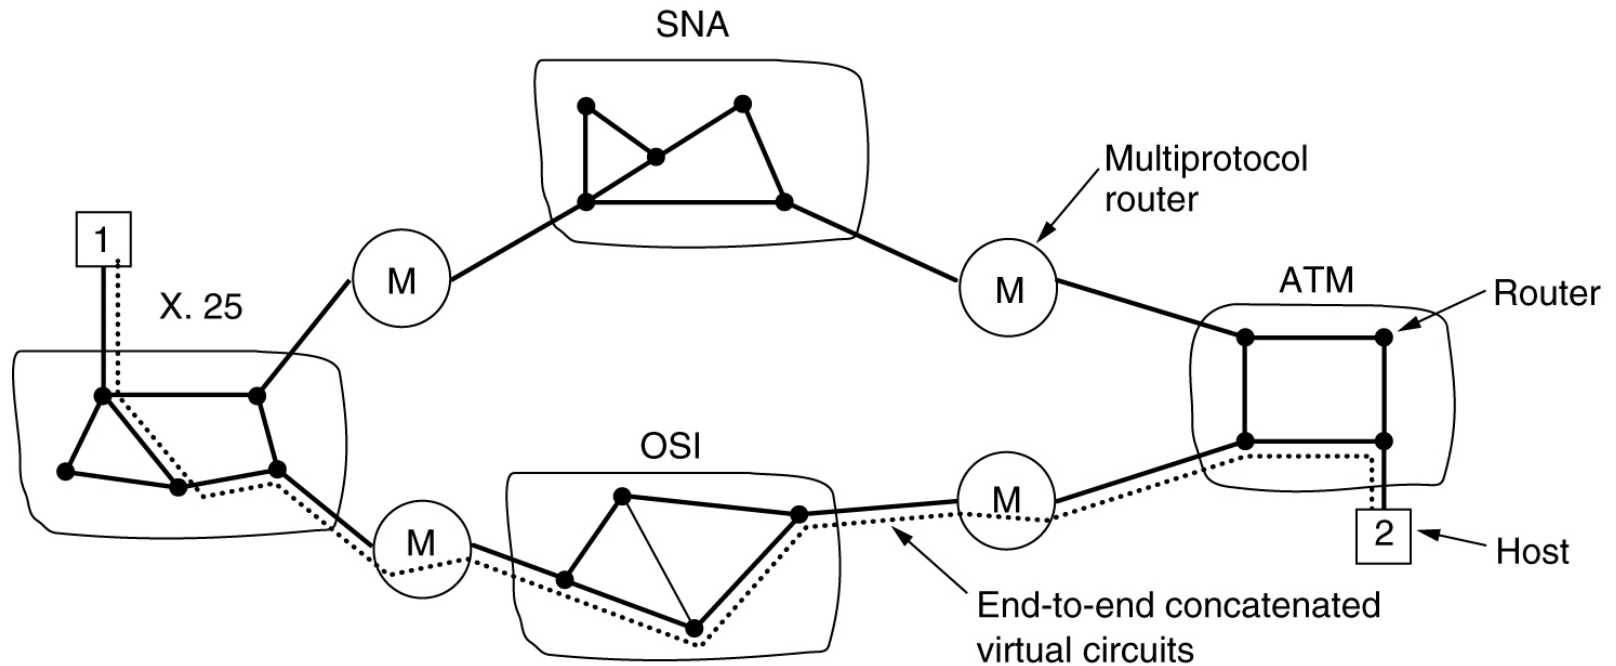 SNA
Multiprotocol
router
1
X. 25
M
M
ATM
Router
OSI
M
M
2
Host
End-to-end concatenated
virtual circuits